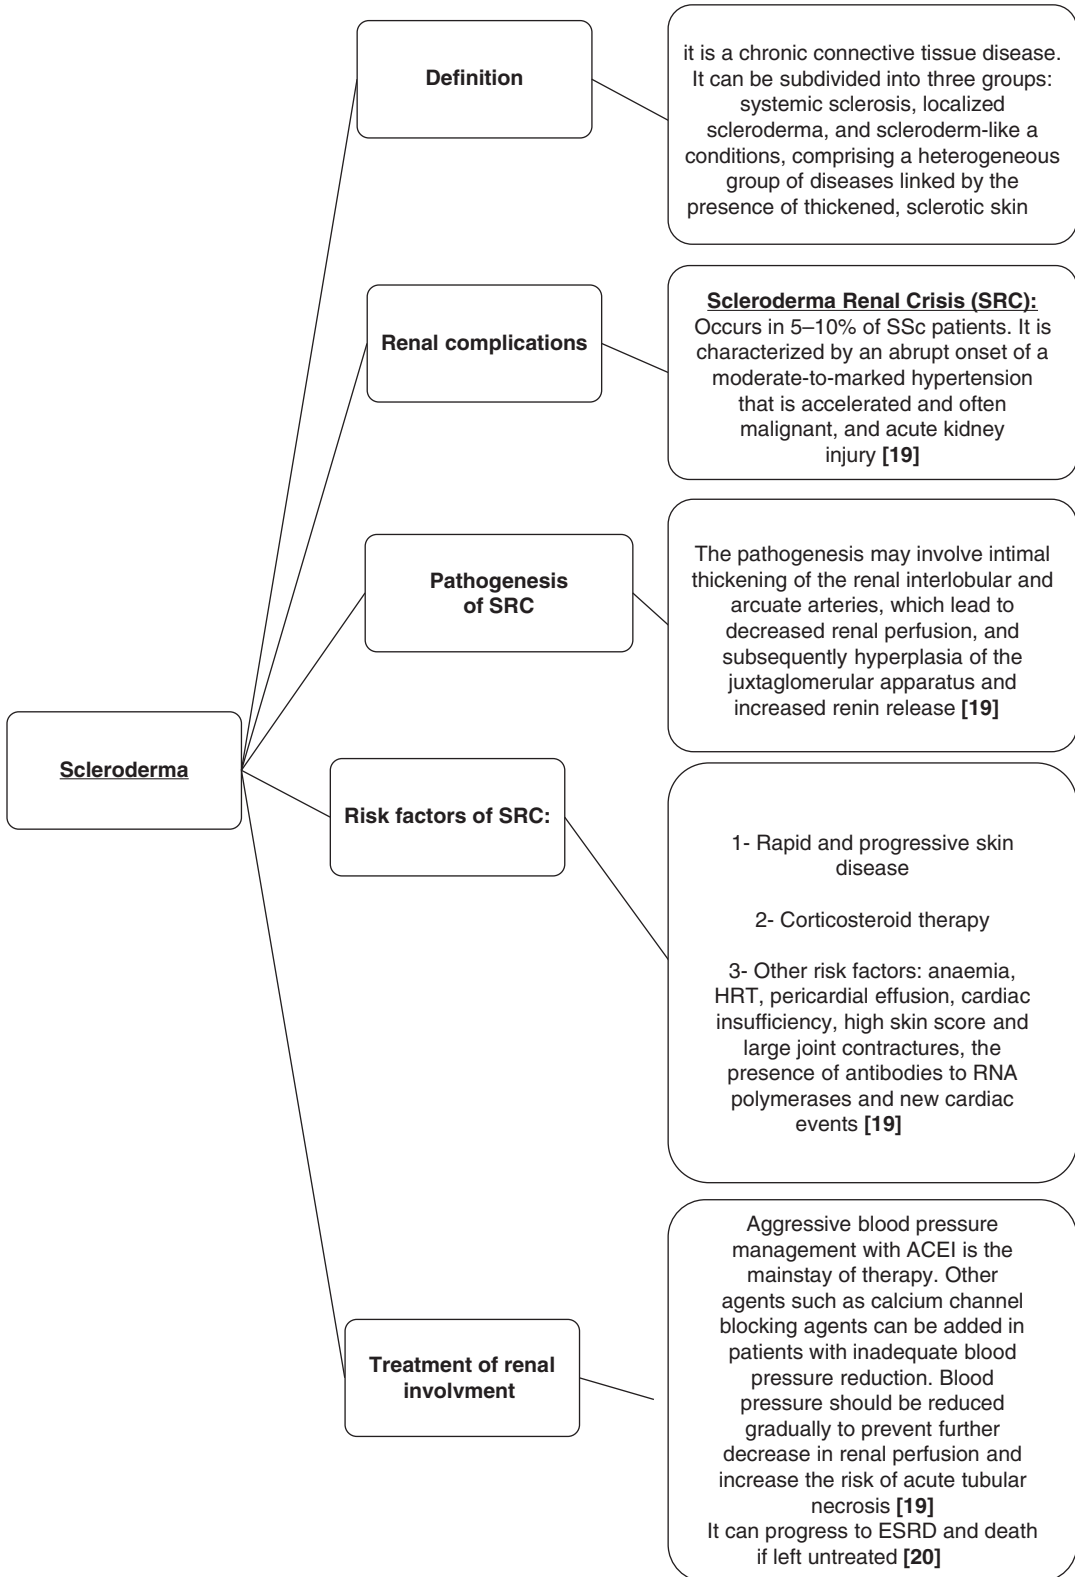 Definition
it is a chronic connective tissue disease.
It can be subdivided into three groups:
systemic sclerosis, localized
scleroderma, and scleroderm-like a
conditions, comprising a heterogeneous
group of diseases linked by the
presence of thickened, sclerotic skin
Renal complications
Scleroderma Renal Crisis (SRC):
Occurs in 5–10% of SSc patients. It is
characterized by an abrupt onset of a
moderate-to-marked hypertension
that is accelerated and often
malignant, and acute kidney
injury [19]
Pathogenesis
of SRC
The pathogenesis may involve intimal
thickening of the renal interlobular and
arcuate arteries, which lead to
decreased renal perfusion, and
subsequently hyperplasia of the
juxtaglomerular apparatus and
increased renin release [19]
Scleroderma
Risk factors of SRC:
1- Rapid and progressive skin
disease
2- Corticosteroid therapy
3- Other risk factors: anaemia,
HRT, pericardial effusion, cardiac
insufficiency, high skin score and
large joint contractures, the
presence of antibodies to RNA
polymerases and new cardiac
events [19]
Treatment of renal
involvment
Aggressive blood pressure
management with ACEI is the
mainstay of therapy. Other
agents such as calcium channel
blocking agents can be added in
patients with inadequate blood
pressure reduction. Blood
pressure should be reduced
gradually to prevent further
decrease in renal perfusion and
increase the risk of acute tubular
necrosis [19]
It can progress to ESRD and death
if left untreated [20]